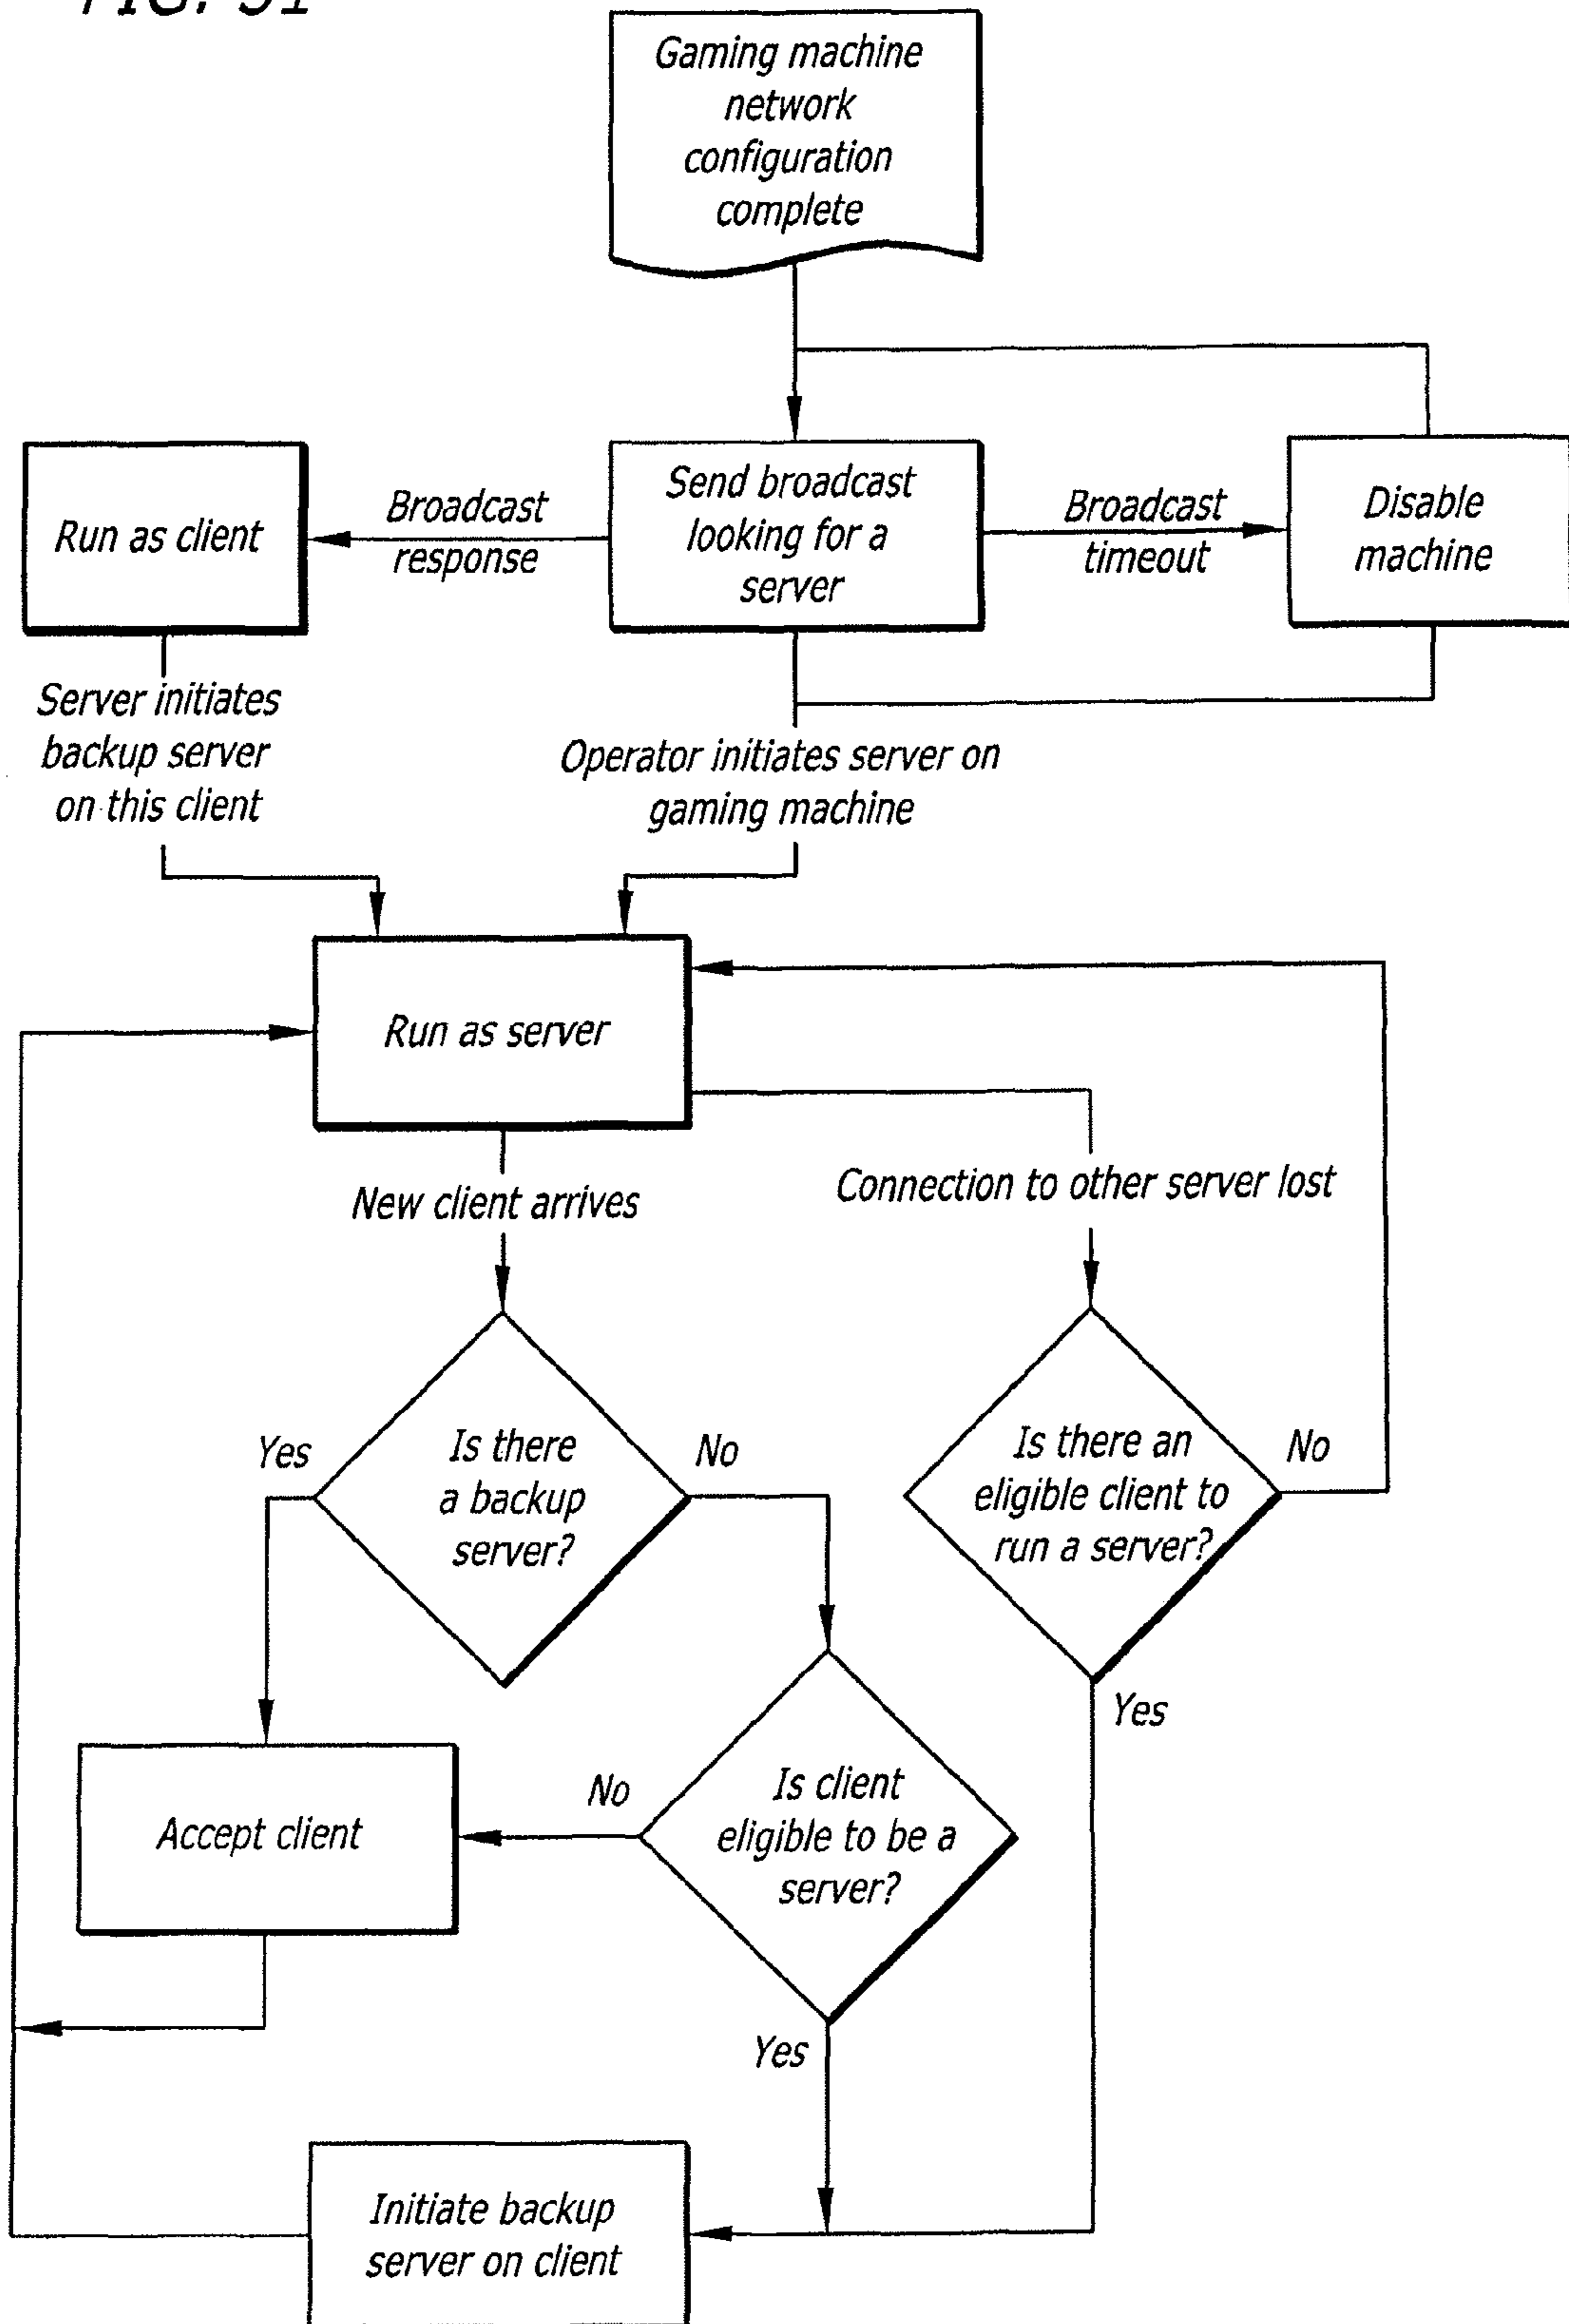 FIG. 31
Gaming machine
network
configuration
complete
Run as client
Broadcast
response
Send broadcast
looking for a
server
Broadcast
timeout
Disable
machine
Server initiates
backup server
on this client
Operator initiates server on
gaming machine
Run as server
New client arrives
Connection to other server lost
Yes
Is there
a backup
server?
No
Is there an
eligible client to
run a server?
No
Yes
Accept client
No
Is client
eligible to be a
server?
Yes
Initiate backup
server on client